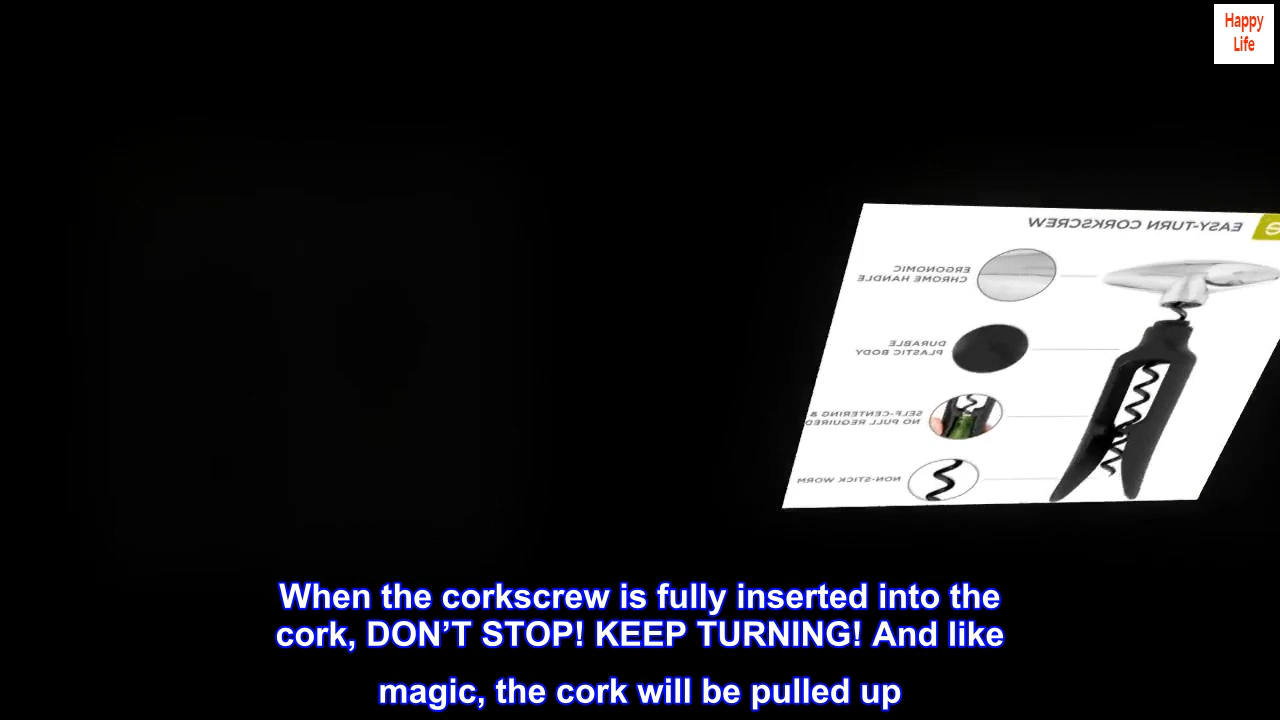 Happy
Life
EASY-TURN CORKSCREW
e
ERGONOMIC
CHROME HANDLE
DURABLE
PLASTIC BODY
SELF-CENTERING &
NO PULL REQUIRED
NON-STICK WORM
When the corkscrew is fully inserted into the
cork, DON’T STOP! KEEP TURNING! And like
magic, the cork will be pulled up